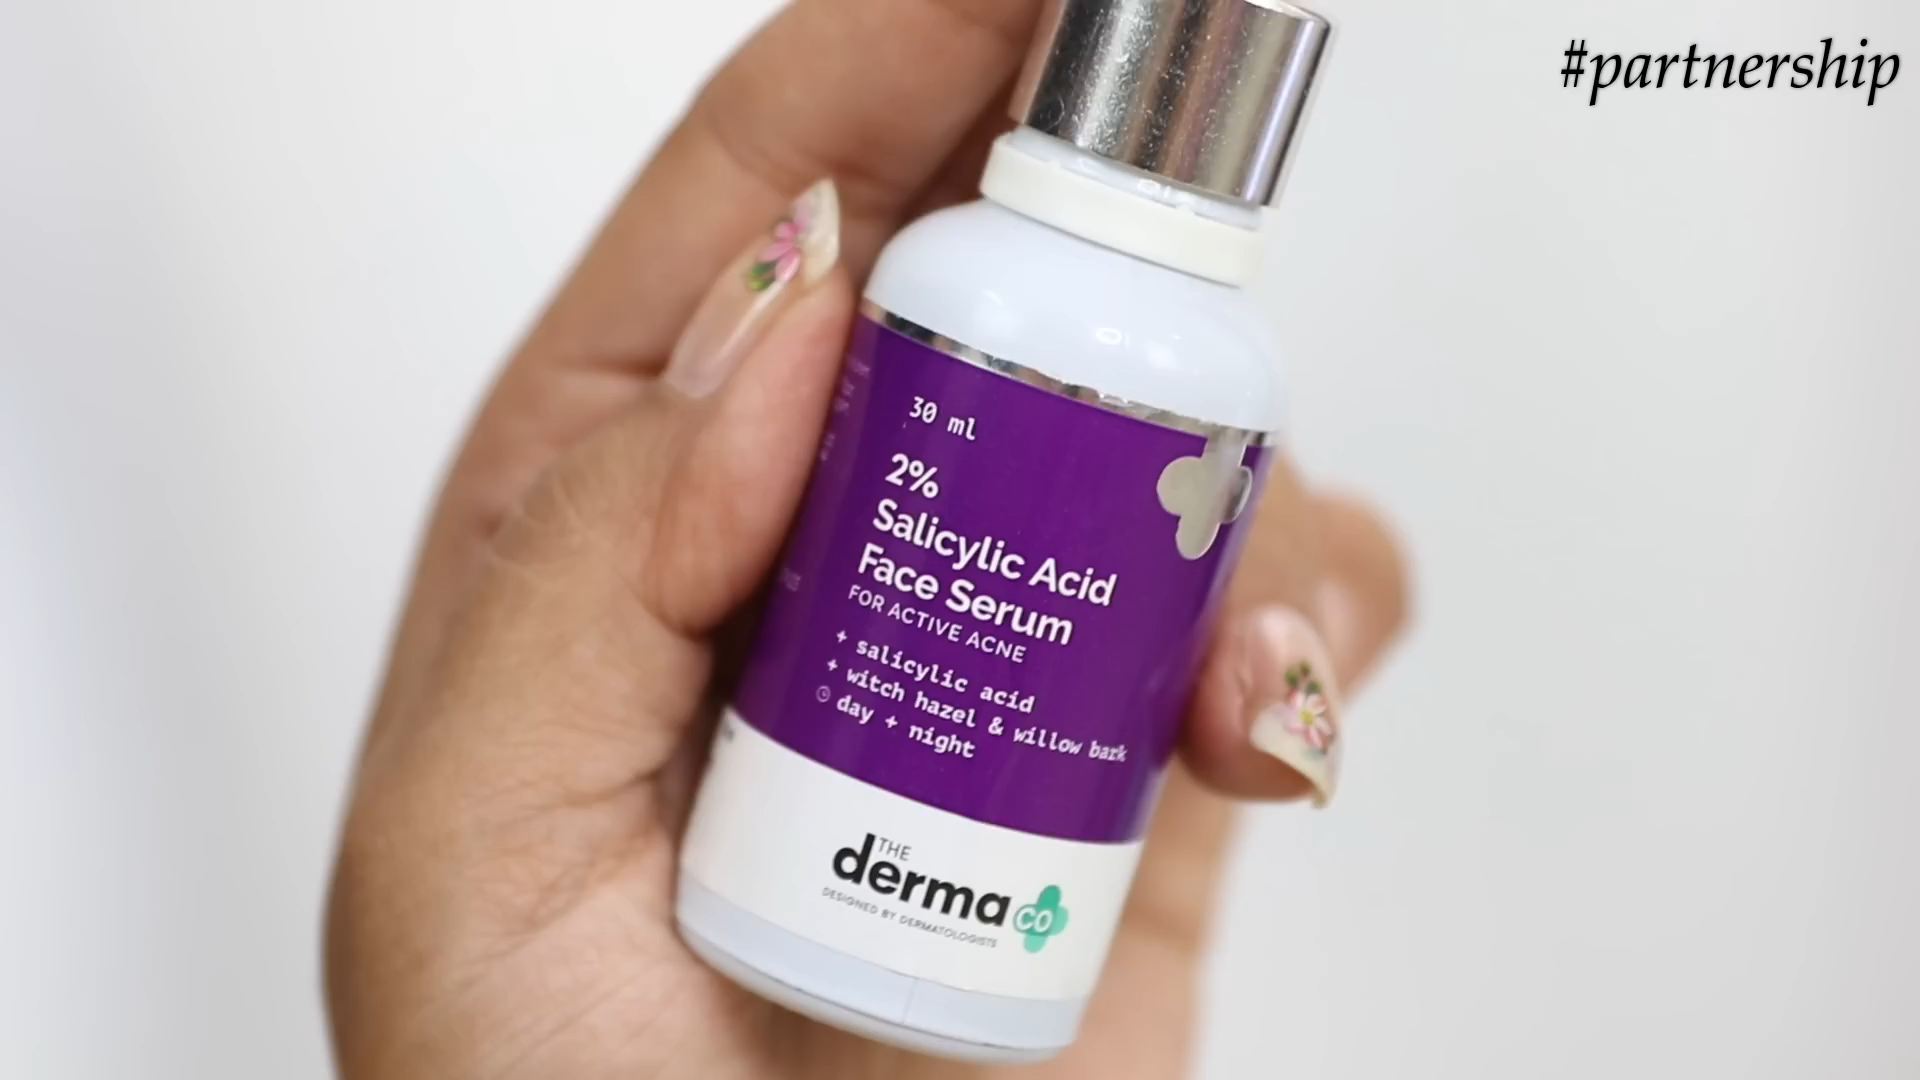 #partnership
30 ml
2%
Salicylic Acid
Face Serum
FOR ACTIVE ACNE
+ salicylic acid
+ witch hazel & willow bark
day + night
THE
derma co
DESIGNED BY DERMATOLOGISTS